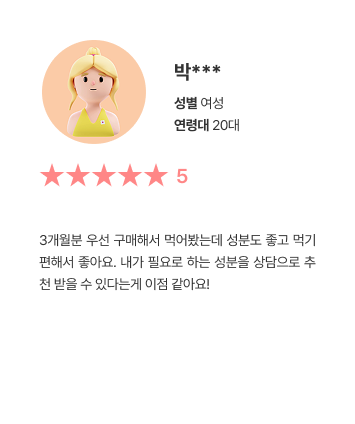 박***
성별 여성
연령대 20대
★★★★★ 5
3개월분 우선 구매해서 먹어봤는데 성분도 좋고 먹기
편해서 좋아요. 내가 필요로 하는 성분을 상담으로 추
천 받을 수 있다는게 이점 같아요!